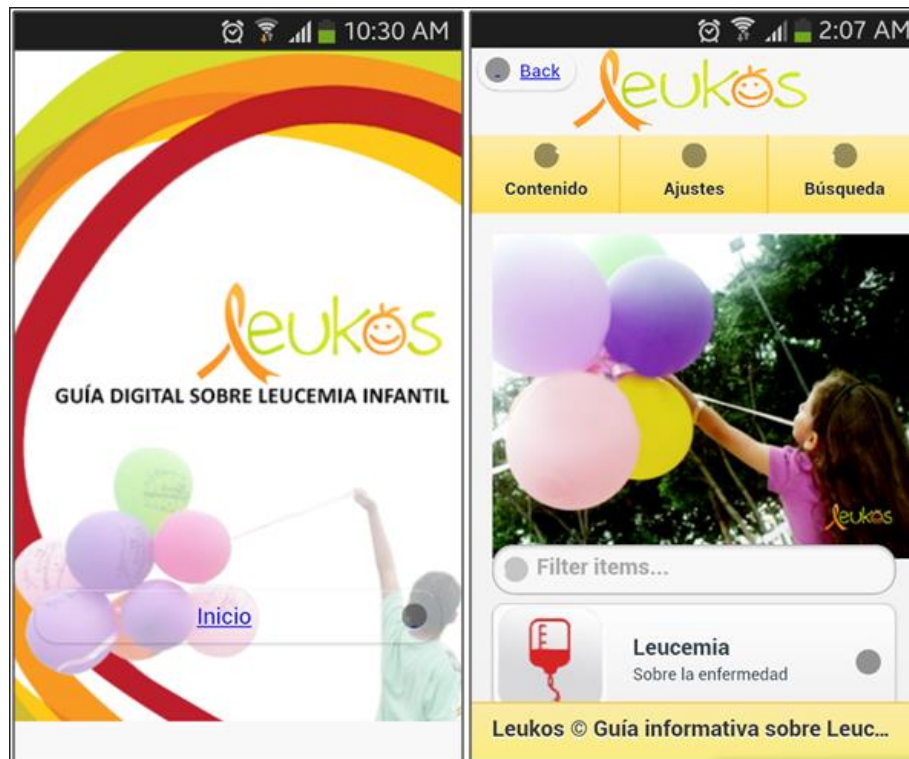 10:30 AM
leukos
GUÍA DIGITAL SOBRE LEUCEMIA INFANTIL
Inicio
2:07 AM
Back
leukos
Contenido
Ajustes
Búsqueda
leukos
Filter items...
Leucemia
Sobre la enfermedad
Leukos © Guía informativa sobre Leuc...